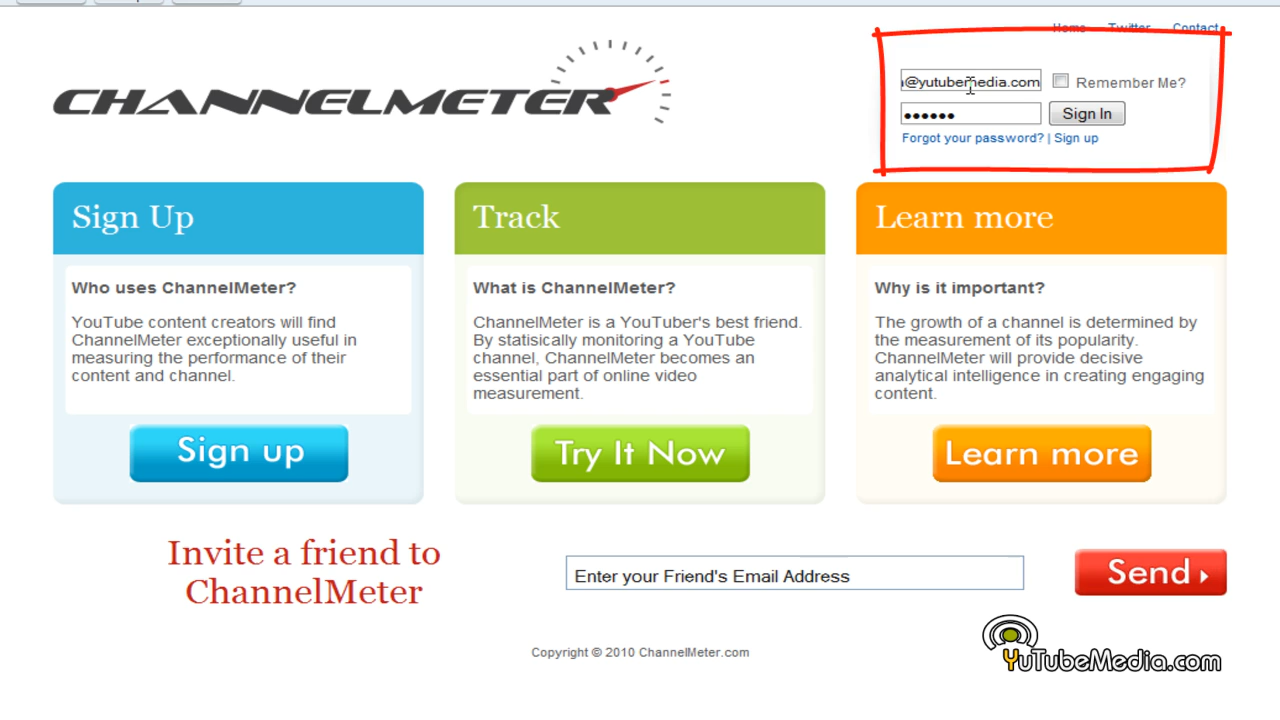 Home Twitter Contact
CHANNELMETER
@yutubemedia.com Remember Me?
•••••• Sign In
Forgot your password? | Sign up
Sign Up
Who uses ChannelMeter?
YouTube content creators will find
ChannelMeter exceptionally useful in
measuring the performance of their
content and channel.
Sign up
Track
What is ChannelMeter?
ChannelMeter is a YouTuber's best friend.
By statisically monitoring a YouTube
channel, ChannelMeter becomes an
essential part of online video
measurement.
Try It Now
Learn more
Why is it important?
The growth of a channel is determined by
the measurement of its popularity.
ChannelMeter will provide decisive
analytical intelligence in creating engaging
content.
Learn more
Invite a friend to
ChannelMeter
Enter your Friend's Email Address
Send
Copyright © 2010 ChannelMeter.com
YuTubeMedia.com